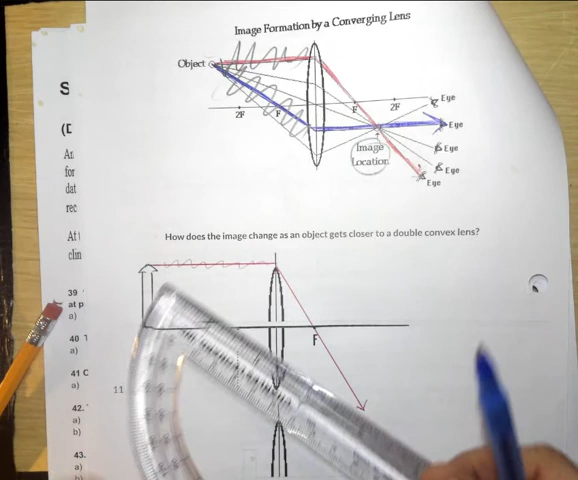 Image Formation by a Converging Lens
Object
2F
F
F
2F
Eye
Eye
Eye
Eye
Eye
Image
Location
How does the image change as an object gets closer to a double convex lens?
F
S
(D
An
for
dat
rec
At
clin
39
at p
a)
40
a)
41 C
a)
42.
a)
b)
43.
a)
b)
11